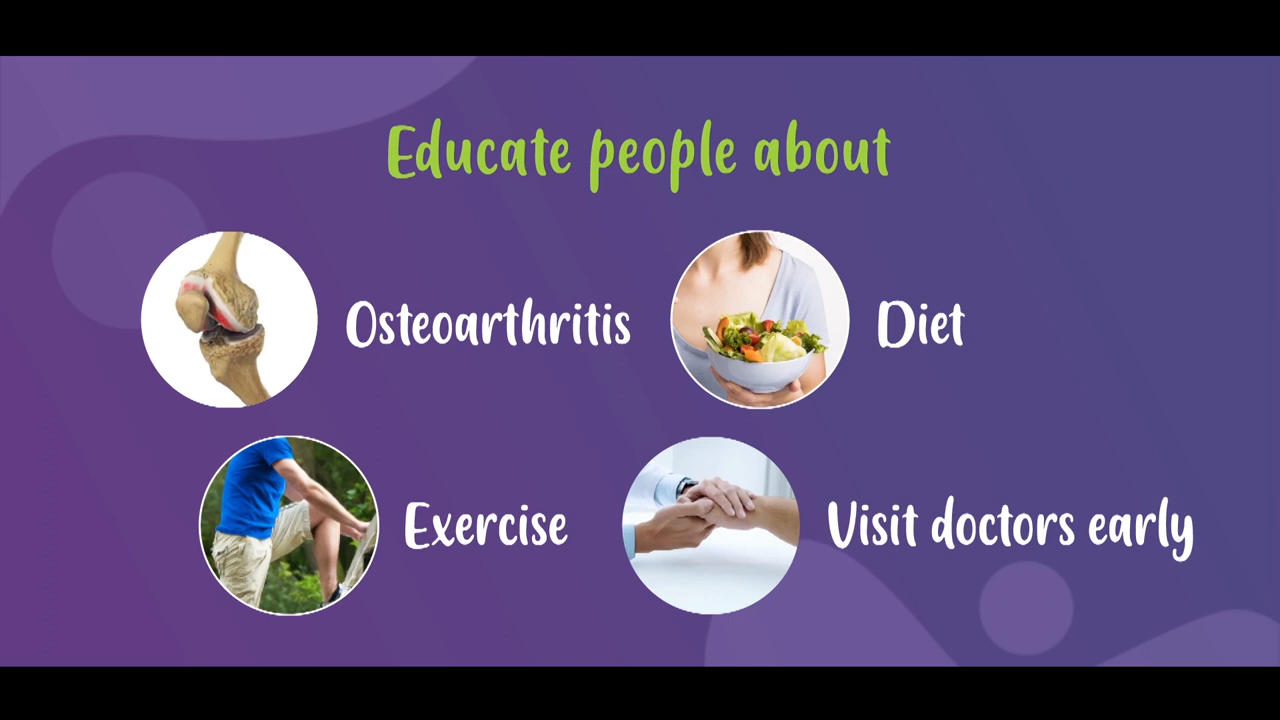 Educate people about
Osteoarthritis
Diet
Exercise
Visit doctors early